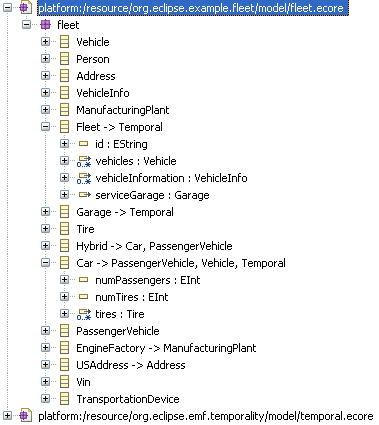 platform:/resource/org.eclipse.example.fleet/model/fleet.ecore
fleet
Vehicle
Person
Address
VehicleInfo
ManufacturingPlant
Fleet -> Temporal
id : EString
0..* vehicles : Vehicle
0..* vehicleInformation : VehicleInfo
serviceGarage : Garage
Garage -> Temporal
Tire
Hybrid -> Car, PassengerVehicle
Car -> PassengerVehicle, Vehicle, Temporal
numPassengers : EInt
numTires : EInt
0..* tires : Tire
PassengerVehicle
EngineFactory -> ManufacturingPlant
USAddress -> Address
Vin
TransportationDevice
platform:/resource/org.eclipse.emf.temporality/model/temporal.ecore